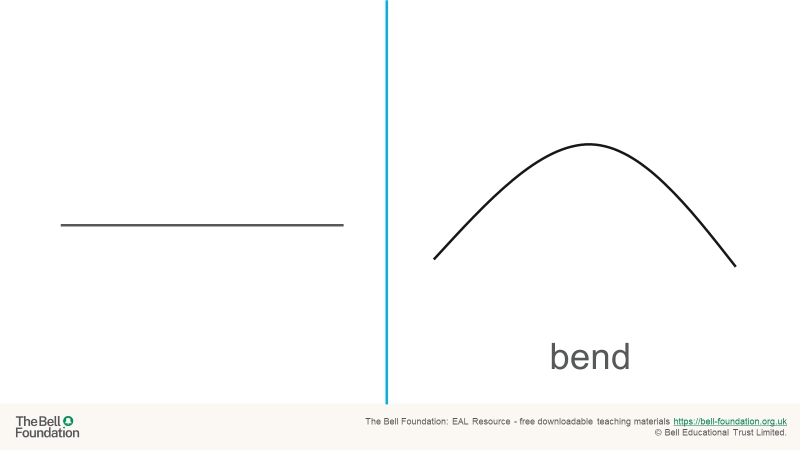 bend
The Bell
Foundation
The Bell Foundation: EAL Resource - free downloadable teaching materials https://bell-foundation.org.uk
© Bell Educational Trust Limited.